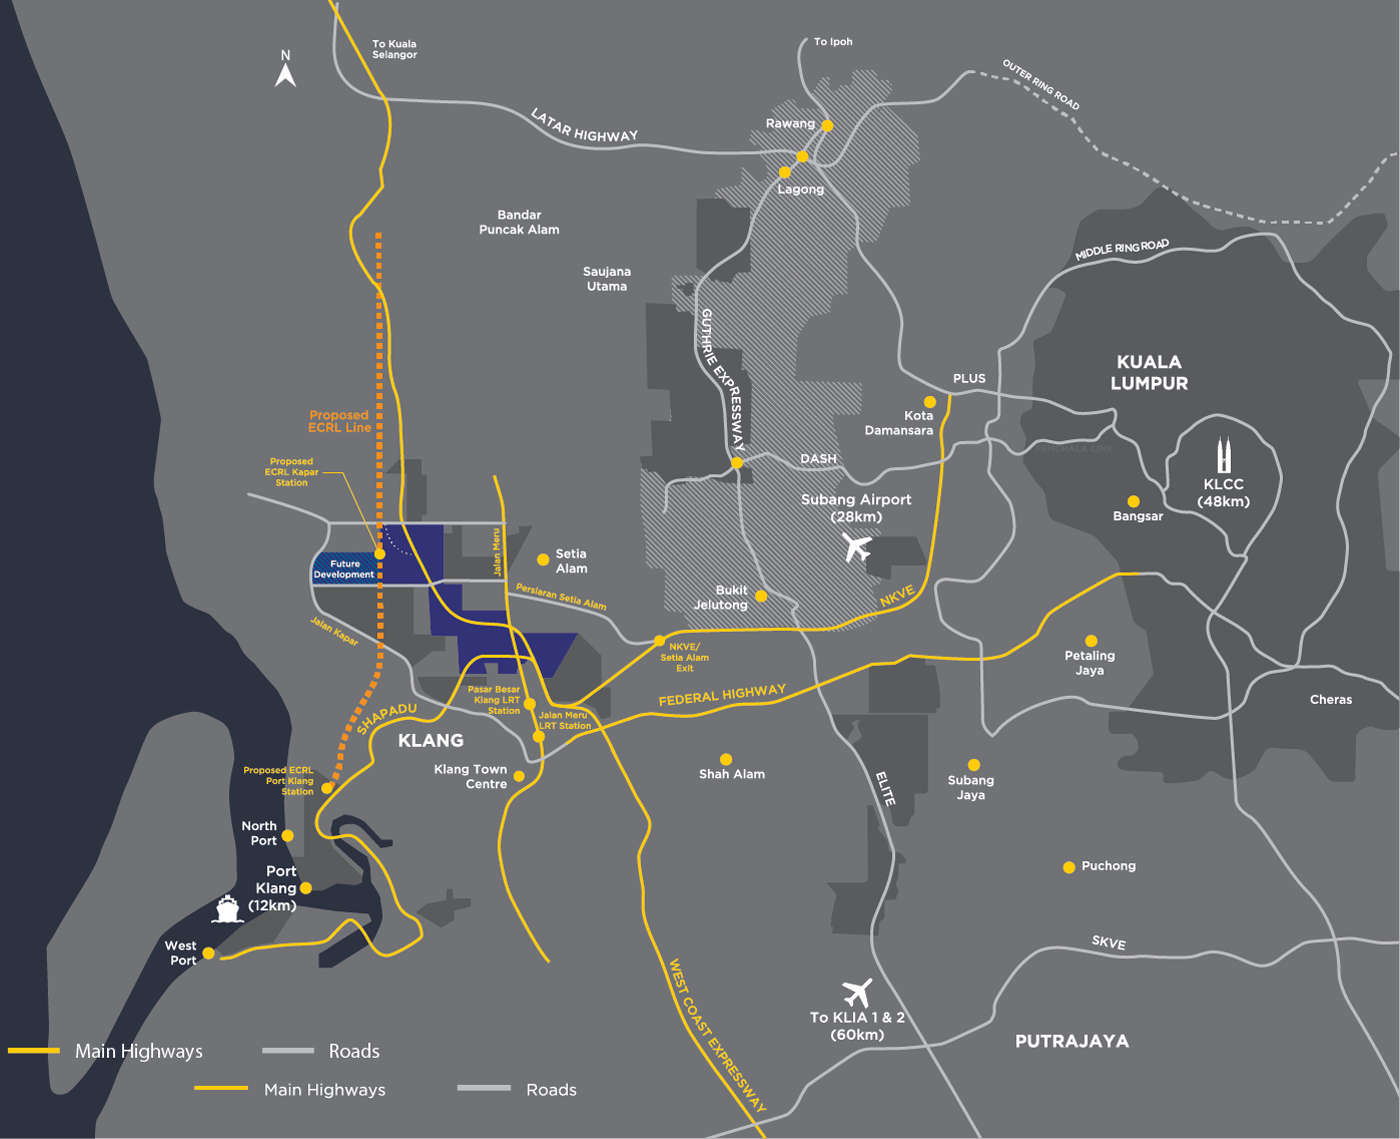 To Kuala
Selangor
To Ipoh
N
OUTER RING ROAD
LATAR HIGHWAY
Rawang
Lagong
Bandar
Puncak Alam
Saujana
Utama
MIDDLE RING ROAD
GUTHRIE EXPRESSWAY
KUALA
LUMPUR
PLUS
Kota
Damansara
Proposed
ECRL Line
PENCHALA LINK
DASH
Proposed
ECRL Kapar
Station
KLCC
(48km)
Subang Airport
(28km)
Bangsar
Jalan Meru
Setia
Alam
Future
Development
Persiaran Setia Alam
Bukit
Jelutong
NKVE
Jalan Kapar
NKVE/
Setia Alam
Exit
Petaling
Jaya
FEDERAL HIGHWAY
Pasar Besar
Klang LRT
Station
Cheras
SHAPADU
Jalan Meru
LRT Station
KLANG
Klang Town
Centre
Shah Alam
Proposed ECRL
Port Klang
Station
ELITE
Subang
Jaya
North
Port
Puchong
Port
Klang
(12km)
West
Port
SKVE
WEST COAST EXPRESSWAY
To KLIA 1 & 2
(60km)
PUTRAJAYA
Main Highways
Roads
Main Highways
Roads